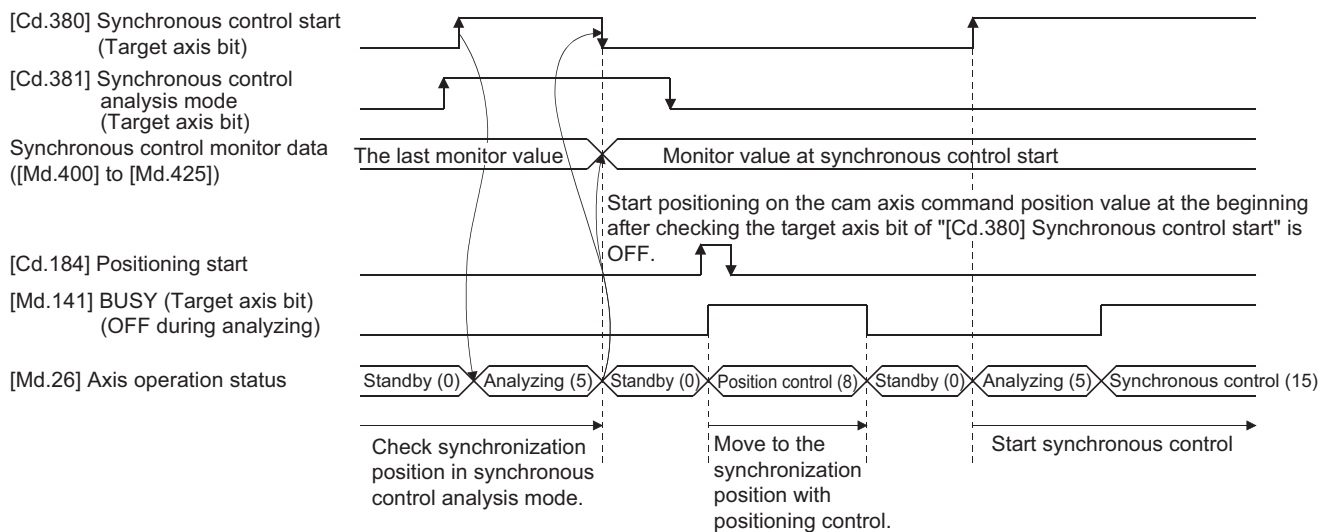 [Cd.380] Synchronous control start
(Target axis bit)
[Cd.381] Synchronous control
analysis mode
(Target axis bit)
Synchronous control monitor data
([Md.400] to [Md.425])
The last monitor value
Monitor value at synchronous control start
Start positioning on the cam axis command position value at the beginning
after checking the target axis bit of "[Cd.380] Synchronous control start" is
OFF.
[Cd.184] Positioning start
[Md.141] BUSY (Target axis bit)
(OFF during analyzing)
[Md.26] Axis operation status
Standby (0)
Analyzing (5)
Standby (0)
Position control (8)
Standby (0)
Analyzing (5)
Synchronous control (15)
Check synchronization
position in synchronous
control analysis mode.
Move to the
synchronization
position with
positioning control.
Start synchronous control